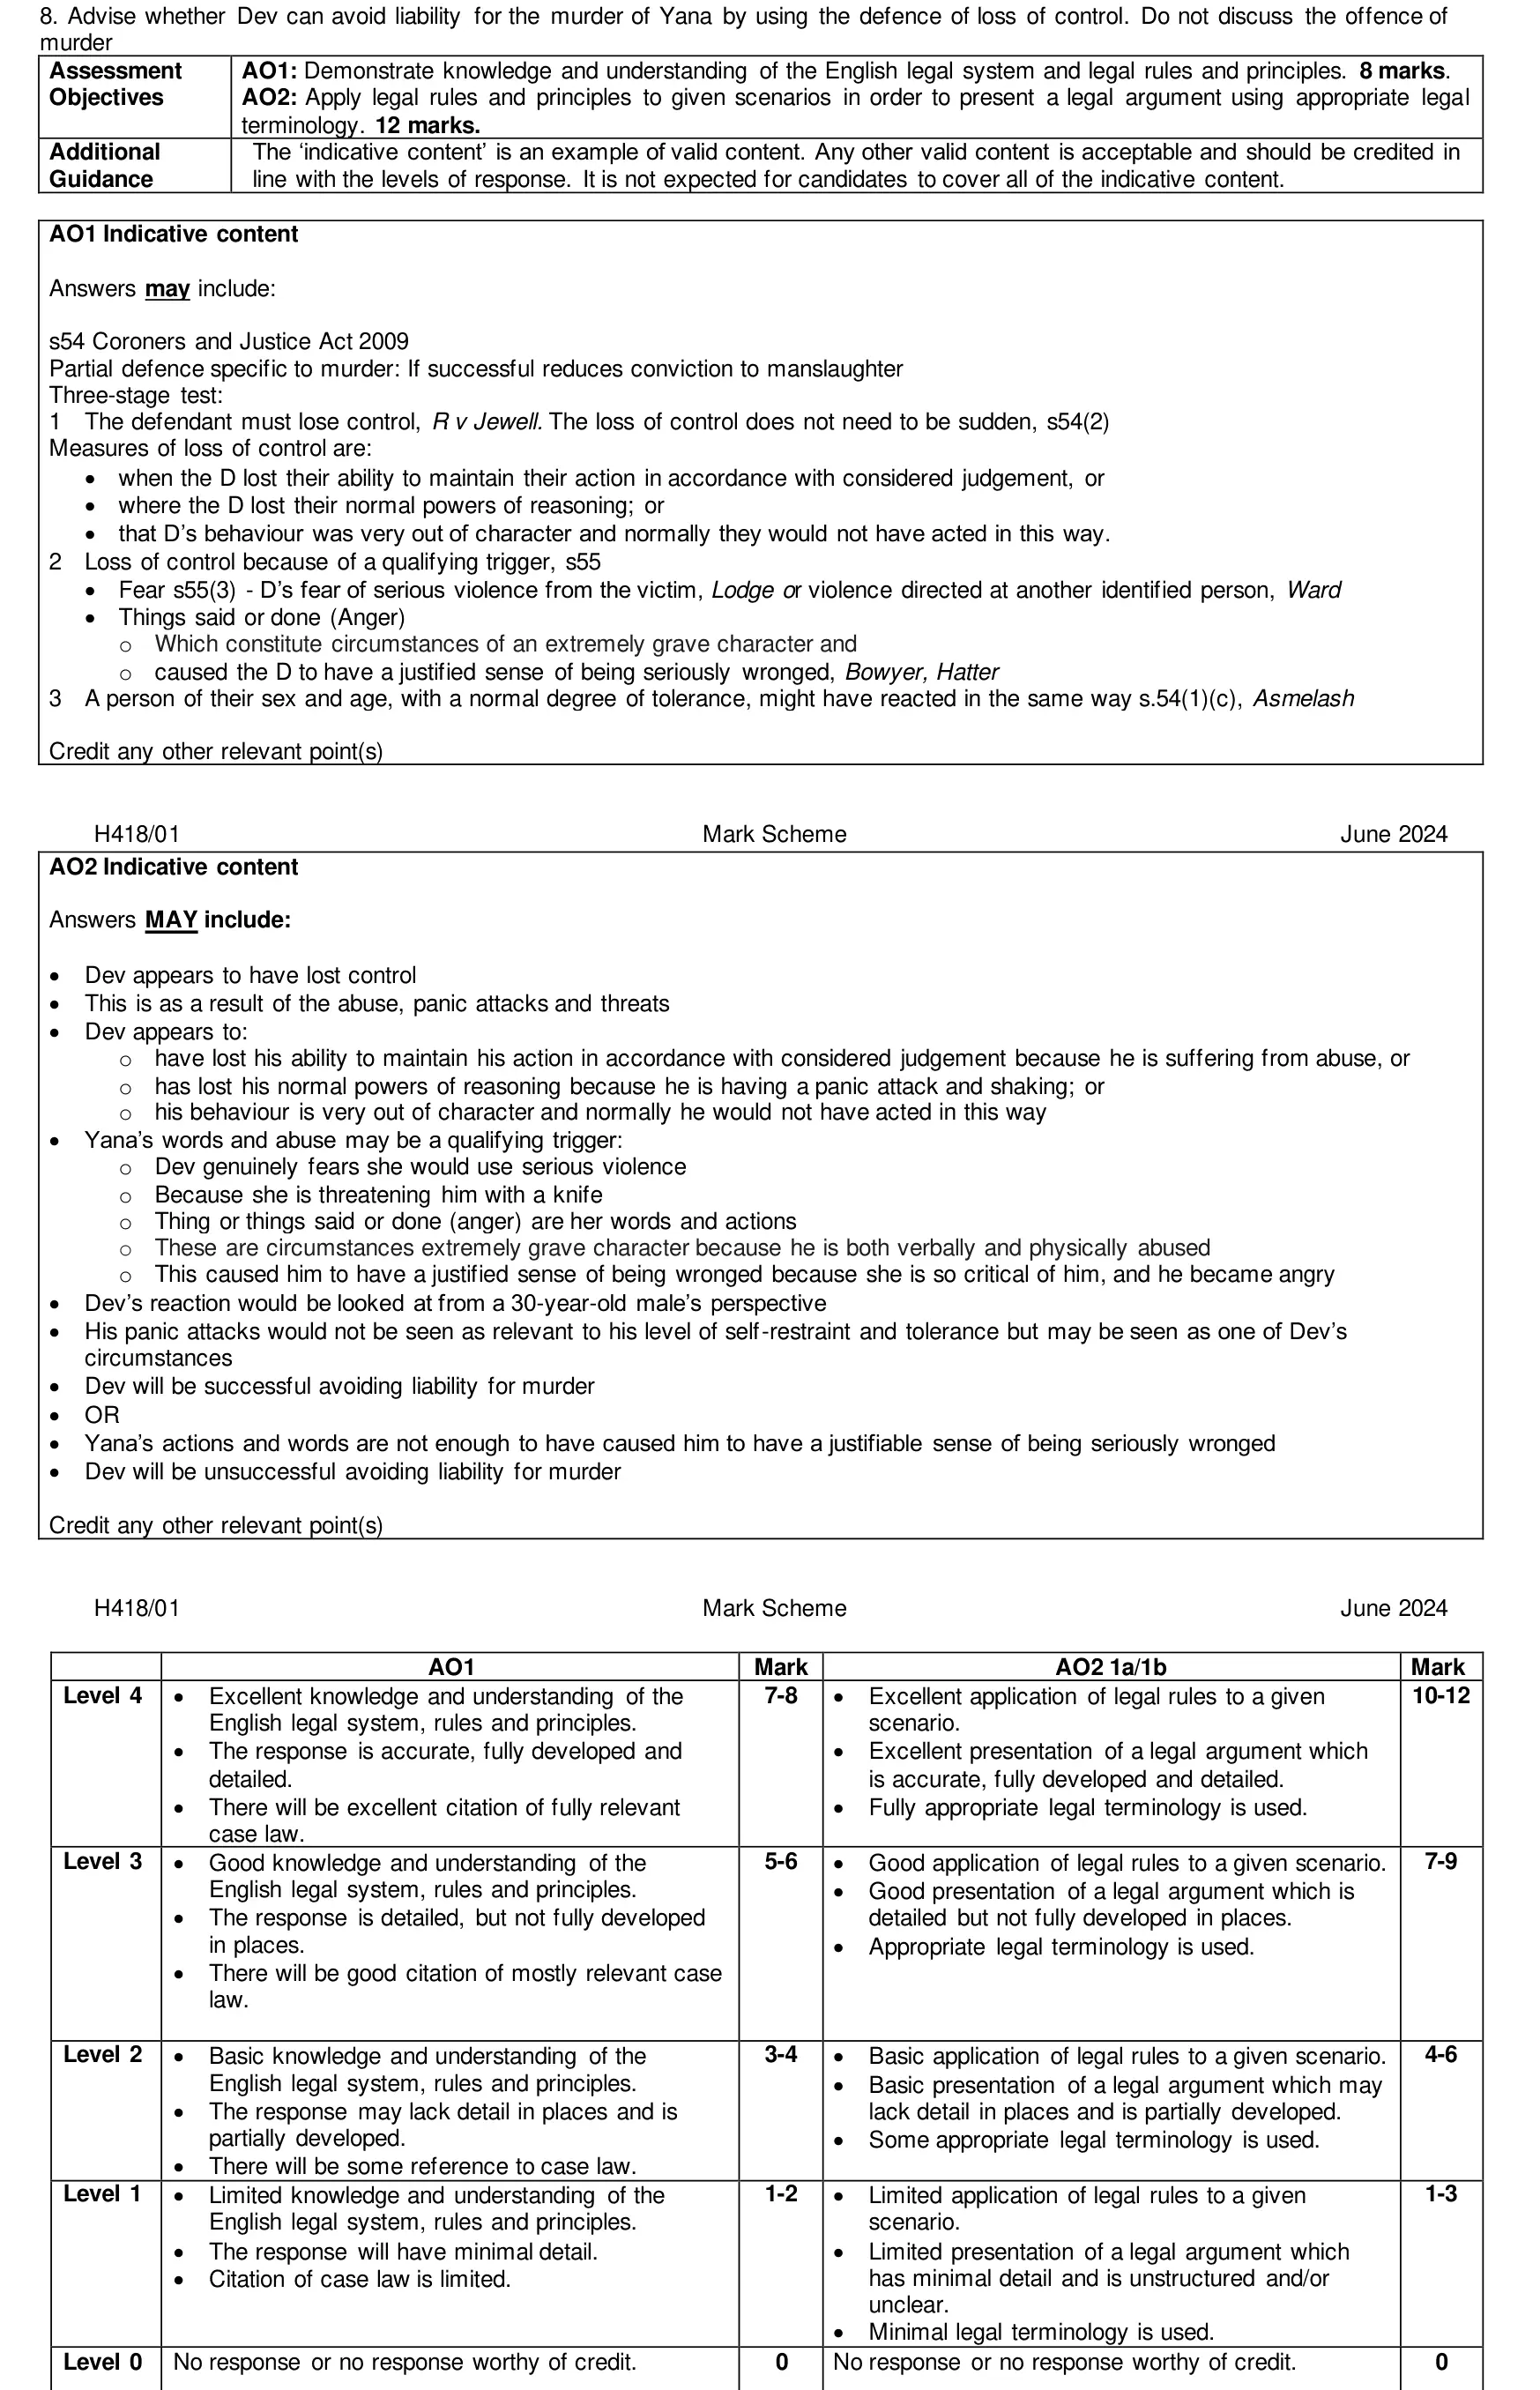 8. Advise whether Dev can avoid liability for the murder of Yana by using the defence of loss of control. Do not discuss the offence of
murder
Assessment Objectives
AO1: Demonstrate knowledge and understanding of the English legal system and legal rules and principles. 8 marks.
AO2: Apply legal rules and principles to given scenarios in order to present a legal argument using appropriate legal
terminology. 12 marks.
Additional Guidance
The ‘indicative content’ is an example of valid content. Any other valid content is acceptable and should be credited in
line with the levels of response. It is not expected for candidates to cover all of the indicative content.
AO1 Indicative content
Answers may include:
s54 Coroners and Justice Act 2009
Partial defence specific to murder: If successful reduces conviction to manslaughter
Three-stage test:
1 The defendant must lose control, R v Jewell. The loss of control does not need to be sudden, s54(2)
Measures of loss of control are:
• when the D lost their ability to maintain their action in accordance with considered judgement, or
• where the D lost their normal powers of reasoning; or
• that D’s behaviour was very out of character and normally they would not have acted in this way.
2 Loss of control because of a qualifying trigger, s55
• Fear s55(3) - D’s fear of serious violence from the victim, Lodge or violence directed at another identified person, Ward
• Things said or done (Anger)
o Which constitute circumstances of an extremely grave character and
o caused the D to have a justified sense of being seriously wronged, Bowyer, Hatter
3 A person of their sex and age, with a normal degree of tolerance, might have reacted in the same way s.54(1)(c), Asmelash
Credit any other relevant point(s)
H418/01 Mark Scheme June 2024
AO2 Indicative content
Answers MAY include:
• Dev appears to have lost control
• This is as a result of the abuse, panic attacks and threats
• Dev appears to:
o have lost his ability to maintain his action in accordance with considered judgement because he is suffering from abuse, or
o has lost his normal powers of reasoning because he is having a panic attack and shaking; or
o his behaviour is very out of character and normally he would not have acted in this way
• Yana’s words and abuse may be a qualifying trigger:
o Dev genuinely fears she would use serious violence
o Because she is threatening him with a knife
o Thing or things said or done (anger) are her words and actions
o These are circumstances extremely grave character because he is both verbally and physically abused
o This caused him to have a justified sense of being wronged because she is so critical of him, and he became angry
• Dev’s reaction would be looked at from a 30-year-old male’s perspective
• His panic attacks would not be seen as relevant to his level of self-restraint and tolerance but may be seen as one of Dev’s
circumstances
• Dev will be successful avoiding liability for murder
• OR
• Yana’s actions and words are not enough to have caused him to have a justifiable sense of being seriously wronged
• Dev will be unsuccessful avoiding liability for murder
Credit any other relevant point(s)
H418/01 Mark Scheme June 2024
AO1 Mark AO2 1a/1b Mark
Level 4
• Excellent knowledge and understanding of the
English legal system, rules and principles.
• The response is accurate, fully developed and
detailed.
• There will be excellent citation of fully relevant
case law.
7-8
• Excellent application of legal rules to a given
scenario.
• Excellent presentation of a legal argument which
is accurate, fully developed and detailed.
• Fully appropriate legal terminology is used.
10-12
Level 3
• Good knowledge and understanding of the
English legal system, rules and principles.
• The response is detailed, but not fully developed
in places.
• There will be good citation of mostly relevant case
law.
5-6
• Good application of legal rules to a given scenario.
• Good presentation of a legal argument which is
detailed but not fully developed in places.
• Appropriate legal terminology is used.
7-9
Level 2
• Basic knowledge and understanding of the
English legal system, rules and principles.
• The response may lack detail in places and is
partially developed.
• There will be some reference to case law.
3-4
• Basic application of legal rules to a given scenario.
• Basic presentation of a legal argument which may
lack detail in places and is partially developed.
• Some appropriate legal terminology is used.
4-6
Level 1
• Limited knowledge and understanding of the
English legal system, rules and principles.
• The response will have minimal detail.
• Citation of case law is limited.
1-2
• Limited application of legal rules to a given
scenario.
• Limited presentation of a legal argument which
has minimal detail and is unstructured and/or
unclear.
• Minimal legal terminology is used.
1-3
Level 0
No response or no response worthy of credit.
0
No response or no response worthy of credit.
0